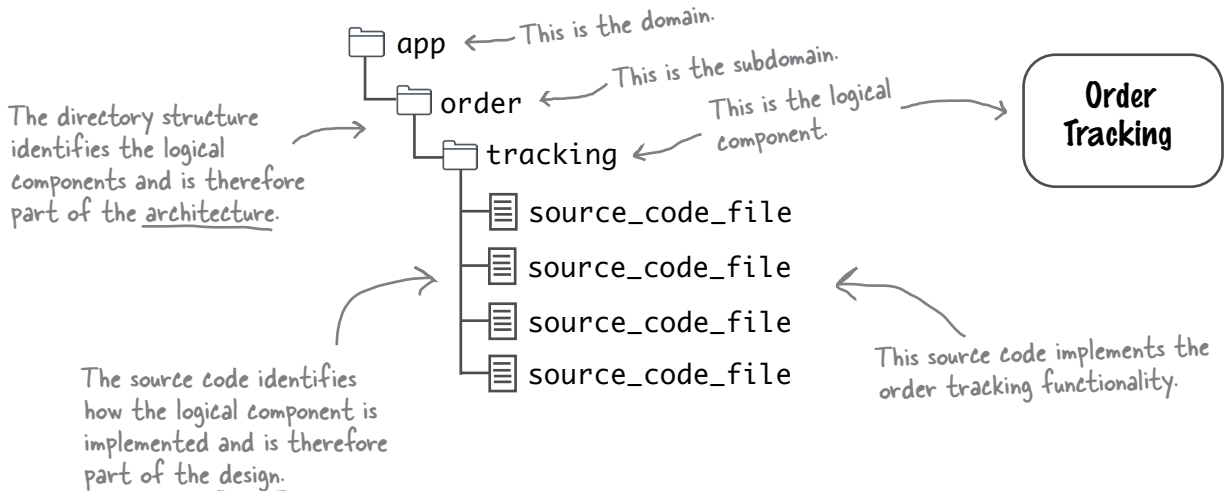 app
This is the domain.
order
This is the subdomain.
tracking
This is the logical
component.
Order
Tracking
The directory structure
identifies the logical
components and is therefore
part of the architecture.
source_code_file
source_code_file
source_code_file
source_code_file
The source code identifies
how the logical component is
implemented and is therefore
part of the design.
This source code implements the
order tracking functionality.